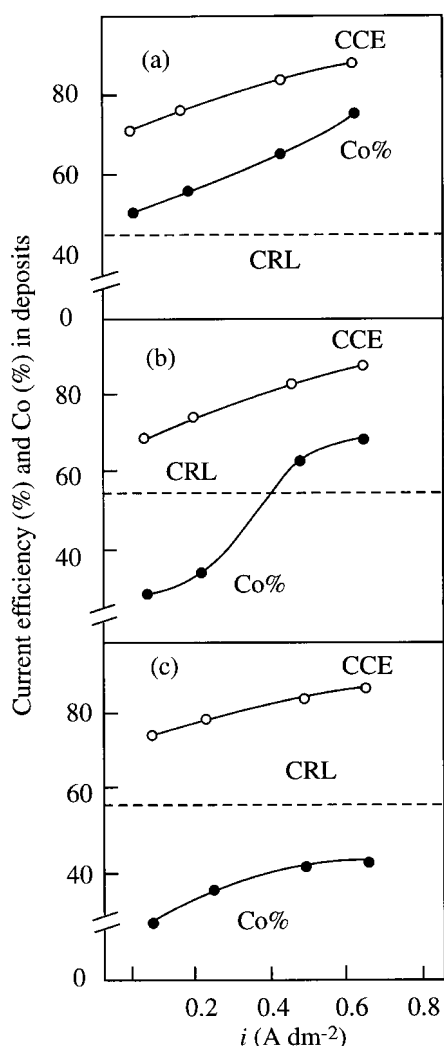 Current efficiency (%) and Co (%) in deposits
(a)
CCE
80
Co%
60
40
CRL
0
(b)
CCE
80
CRL
60
40
Co%
0
(c)
CCE
80
CRL
60
40
Co%
0
0.2
0.4
0.6
0.8
i (A dm-2)